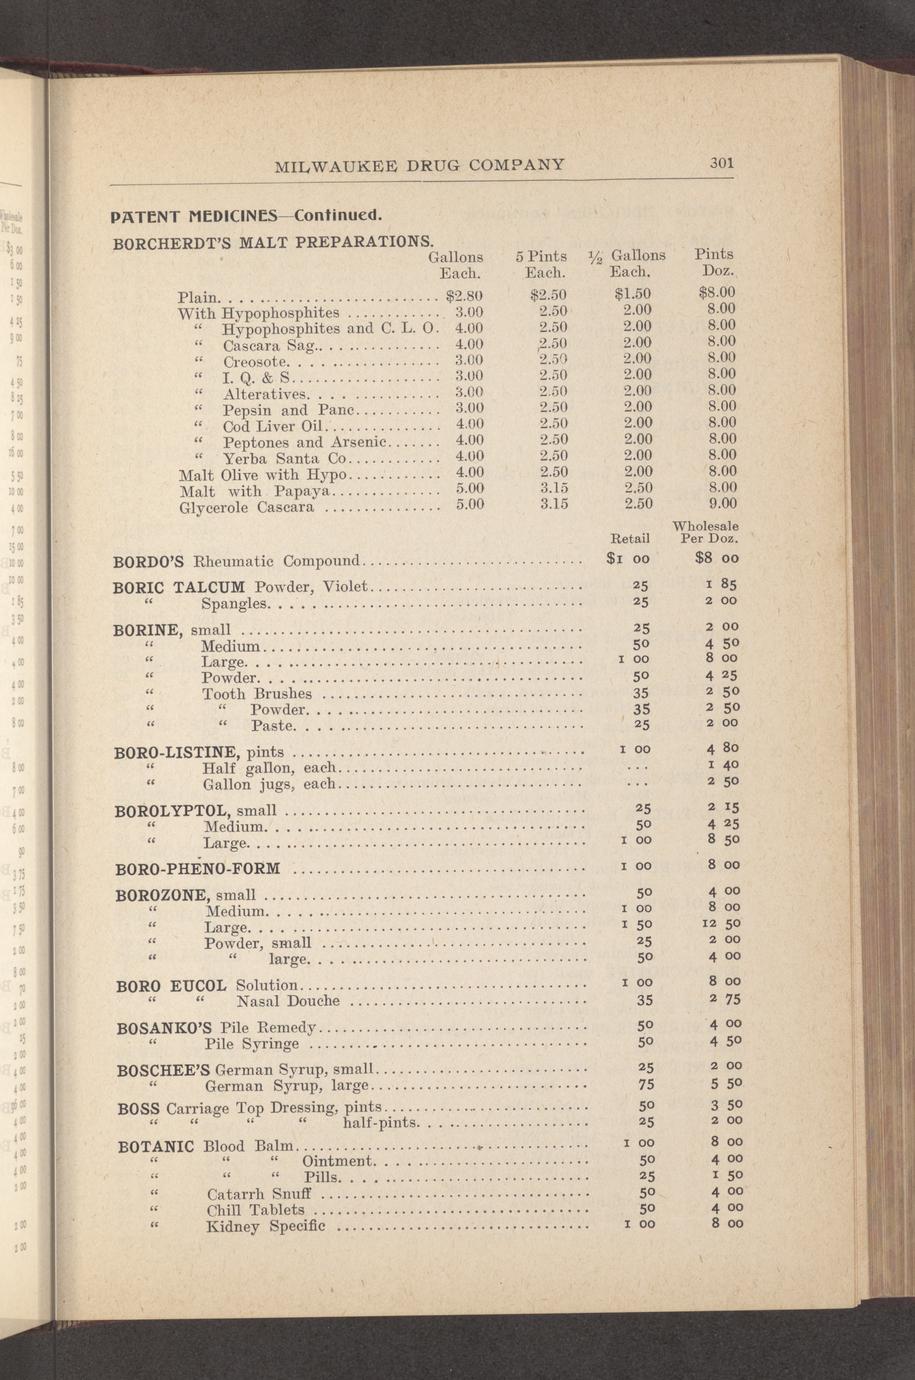 MILWAUKEE DRUG COMPANY 301
PATENT MEDICINES—Continued.
BORCHERDT'S MALT PREPARATIONS.
Gallons 5 Pints ½ Gallons Pints
Each. Each. Each. Doz.
Plain........................... $2.80 $2.50 $1.50 $8.00
With Hypophosphites ............ 3.00 2.50 2.00 8.00
“ Hypophosphites and C. L. O. 4.00 2.50 2.00 8.00
“ Cascara Sag.................. 4.00 2.50 2.00 8.00
“ Creosote.................... 3.00 2.50 2.00 8.00
“ I. Q. & S................... 3.00 2.50 2.00 8.00
“ Alteratives................. 3.00 2.50 2.00 8.00
“ Pepsin and Panc........... 3.00 2.50 2.00 8.00
“ Cod Liver Oil............... 4.00 2.50 2.00 8.00
“ Peptones and Arsenic....... 4.00 2.50 2.00 8.00
“ Yerba Santa Co............ 4.00 2.50 2.00 8.00
Malt Olive with Hypo............ 4.00 2.50 2.00 8.00
Malt with Papaya.............. 5.00 3.15 2.50 8.00
Glycerole Cascara ............... 5.00 3.15 2.50 9.00
Wholesale
Retail Per Doz.
BORDO'S Rheumatic Compound............................ $1 00 $8 00
BORIC TALCUM Powder, Violet........................... 25 1 85
“ Spangles........................................ 25 2 00
BORINE, small ........................................... 25 2 00
“ Medium........................................ 50 4 50
“ Large.......................................... 1 00 8 00
“ Powder......................................... 50 4 25
“ Tooth Brushes ................................. 35 2 50
“ “ Powder................................... 35 2 50
“ “ Paste..................................... 25 2 00
BORO-LISTINE, pints ..................................... 1 00 4 80
“ Half gallon, each............................... ... 1 40
“ Gallon jugs, each............................... ... 2 50
BOROLYPTOL, small ...................................... 25 2 15
“ Medium......................................... 50 4 25
“ Large........................................... 1 00 8 50
BORO-PHENO-FORM ..................................... 1 00 8 00
BOROZONE, small ........................................ 50 4 00
“ Medium......................................... 1 00 8 00
“ Large........................................... 1 50 12 50
“ Powder, small .................................. 25 2 00
“ “ large.................................... 50 4 00
BORO EUCOL Solution.................................... 1 00 8 00
“ “ Nasal Douche .............................. 35 2 75
BOSANKO'S Pile Remedy.................................. 50 4 00
“ Pile Syringe ................................... 50 4 50
BOSCHEE'S German Syrup, small........................... 25 2 00
“ German Syrup, large............................ 75 5 50
BOSS Carriage Top Dressing, pints.......................... 50 3 50
“ “ “ “ half-pints...................... 25 2 00
BOTANIC Blood Balm..................................... 1 00 8 00
“ “ “ Ointment............................ 50 4 00
“ “ “ Pills................................ 25 1 50
“ Catarrh Snuff .................................. 50 4 00
“ Chill Tablets ................................... 50 4 00
“ Kidney Specific ................................ 1 00 8 00